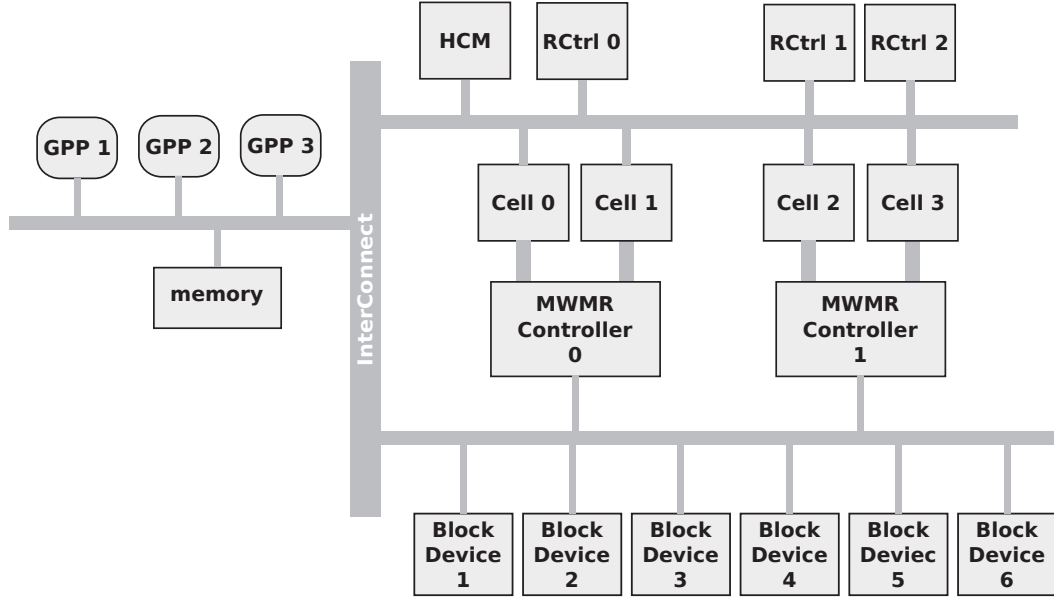 HCM
RCtrl 0
RCtrl 1
RCtrl 2
GPP 1
GPP 2
GPP 3
Cell 0
Cell 1
Cell 2
Cell 3
InterConnect
memory
MWMR
Controller
0
MWMR
Controller
1
Block
Device
1
Block
Device
2
Block
Device
3
Block
Device
4
Block
Deviec
5
Block
Device
6